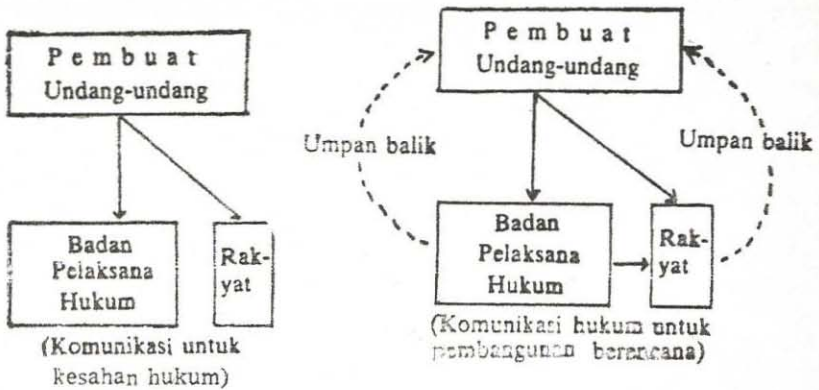 Pembuat
Undang-undang
Badan
Pelaksana
Hukum
Rak-
yat
(Komunikasi untuk
kesahan hukum)
Pembuat
Undang-undang
Umpan balik
Umpan balik
Badan
Pelaksana
Hukum
Rak-
yat
(Komunikasi hukum untuk
pembangunan berencana)